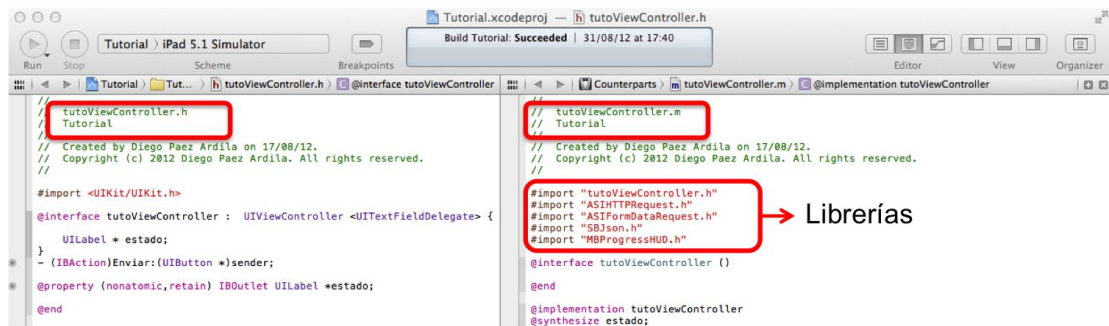 Tutorial.xcodeproj — tutoViewController.h
Tutorial 〉 iPad 5.1 Simulator
Build Tutorial: Succeeded | 31/08/12 at 17:40
Run Stop Scheme Breakpoints Editor View Organizer
Tutorial 〉 Tut... 〉 h tutoViewController.h 〉 C @interface tutoViewController
//
// tutoViewController.h
// Tutorial
//
// Created by Diego Paez Ardila on 17/08/12.
// Copyright (c) 2012 Diego Paez Ardila. All rights reserved.
//
#import <UIKit/UIKit.h>
@interface tutoViewController : UIViewController <UITextFieldDelegate> {
UILabel * estado;
}
- (IBAction)Enviar:(UIButton *)sender;
@property (nonatomic,retain) IBOutlet UILabel *estado;
@end
Counterparts 〉 m tutoViewController.m 〉 C @implementation tutoViewController
//
// tutoViewController.m
// Tutorial
//
// Created by Diego Paez Ardila on 17/08/12.
// Copyright (c) 2012 Diego Paez Ardila. All rights reserved.
//
#import "tutoViewController.h"
#import "ASIHTTPRequest.h"
#import "ASIFormDataRequest.h"
#import "SBJson.h"
#import "MBProgressHUD.h"
Librerías
@interface tutoViewController ()
@end
@implementation tutoViewController
@synthesize estado;